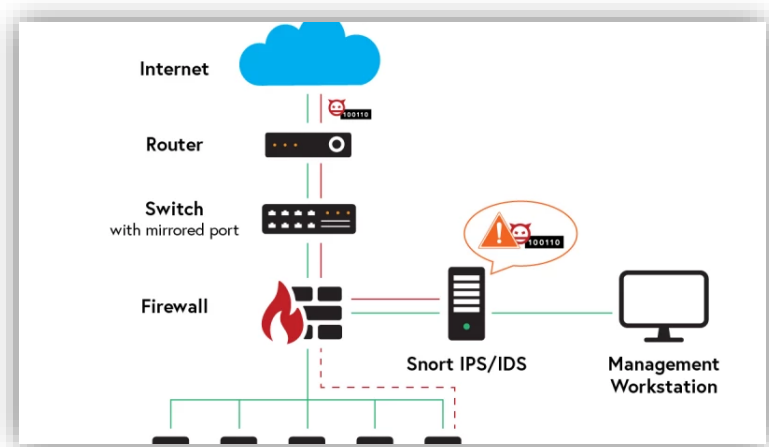 Internet
100110
Router
Switch
with mirrored port
100110
Firewall
Snort IPS/IDS
Management
Workstation